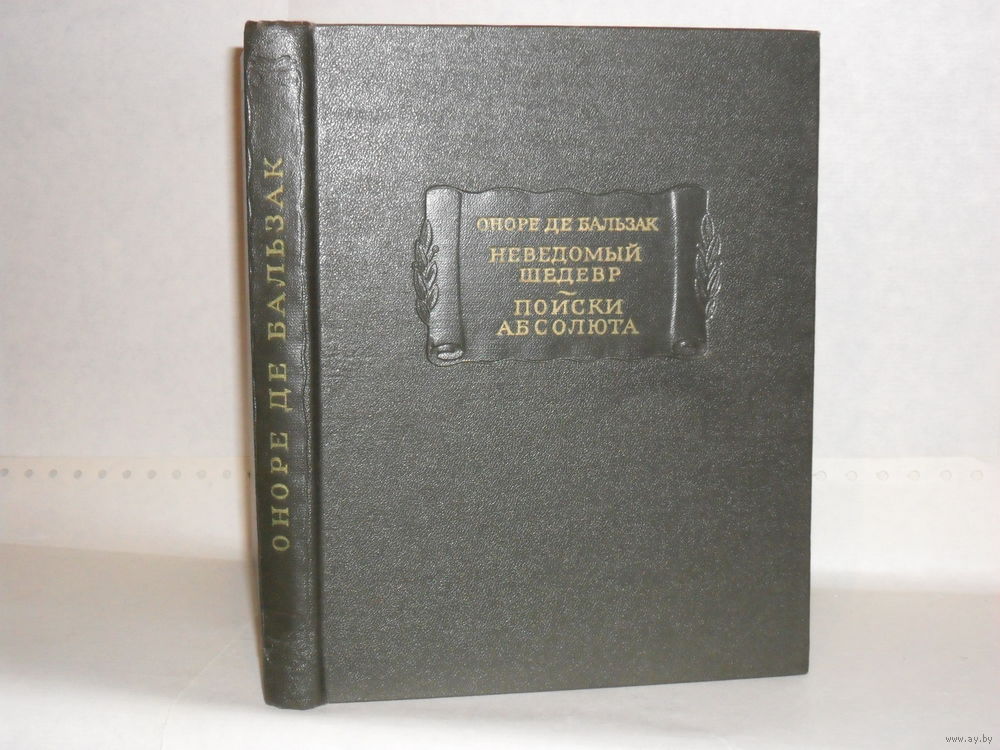 ОНОРЕ ДЕ БАЛЬЗАК
ОНОРЕ ДЕ БАЛЬЗАК
НЕВЕДОМЫЙ
ШЕДЕВР
~
ПОИСКИ
АБСОЛЮТА
www.ay.by